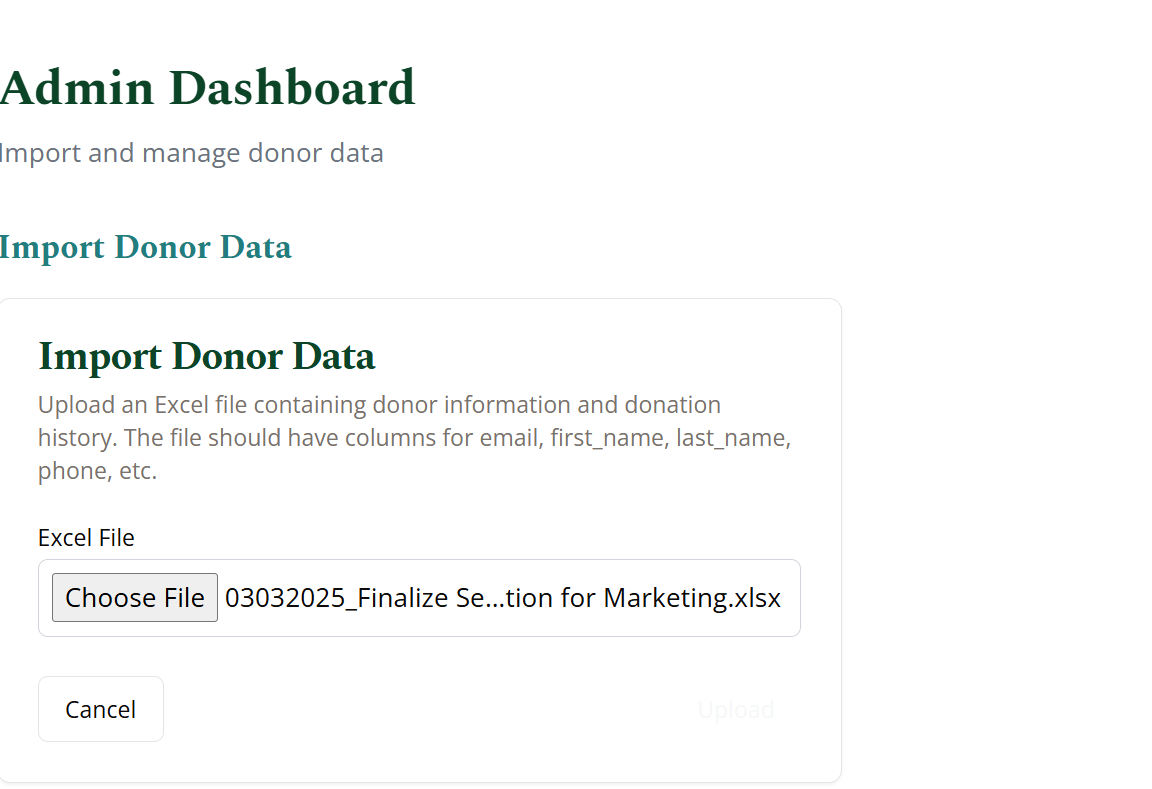 Admin Dashboard
Import and manage donor data
Import Donor Data
Import Donor Data
Upload an Excel file containing donor information and donation
history. The file should have columns for email, first_name, last_name,
phone, etc.
Excel File
Choose File 03032025_Finalize Se...tion for Marketing.xlsx
Cancel Upload